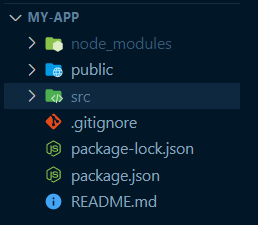 MY-APP
node_modules
public
src
.gitignore
package-lock.json
package.json
README.md